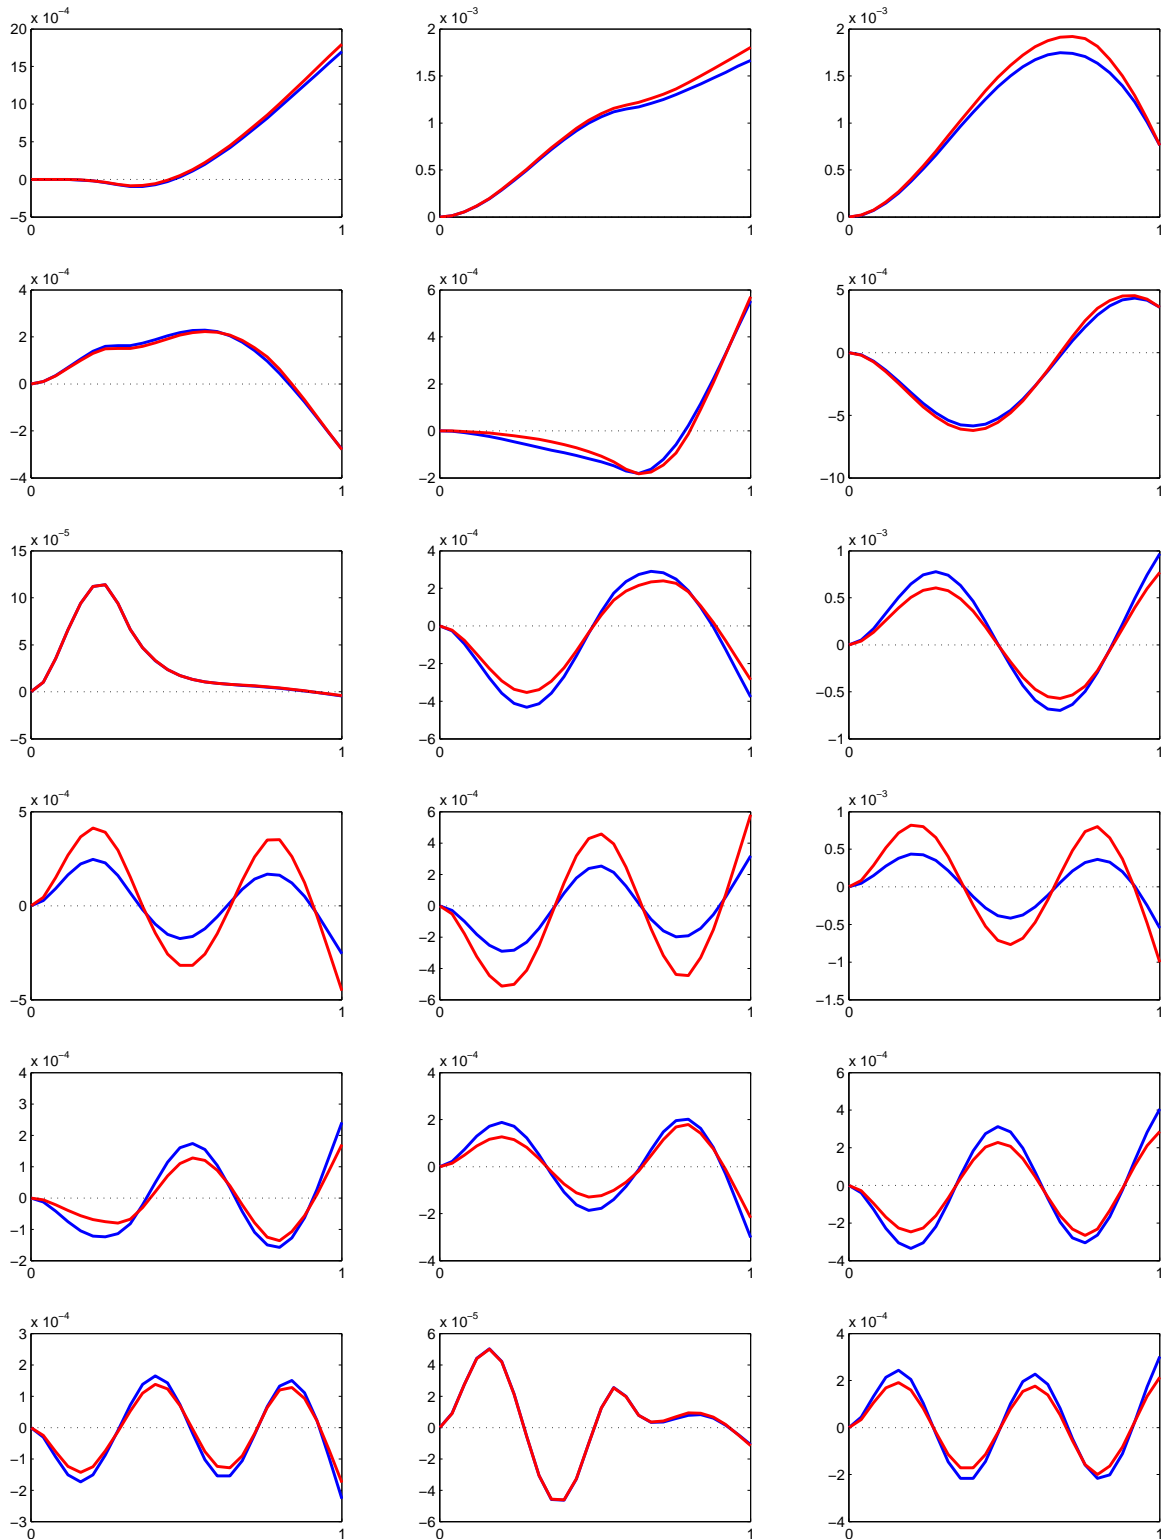 x 10⁻⁴ x 10⁻³ x 10⁻³
20 2 2
15 1.5 1.5
10
5 1 1
0 0.5 0.5
−5 0 0
0 1 0 1 0 1
x 10⁻⁴ x 10⁻⁴ x 10⁻⁴
4 6 5
2 4 0
0 2 −5
−2 0
−4 −2 −10
0 1 0 1 0 1
x 10⁻⁵ x 10⁻⁴ x 10⁻³
15 4 1
10 2 0.5
5 0 0
0 −2 −0.5
−4
−5 −6 −1
0 1 0 1 0 1
x 10⁻⁴ x 10⁻⁴ x 10⁻³
5 6 1
4 0.5
2 0
0 0 −0.5
−2 −1
−4
−5 −6 −1.5
0 1 0 1 0 1
x 10⁻⁴ x 10⁻⁴ x 10⁻⁴
4 4 6
3 2 4
2 2
1 0 0
0 −2 −2
−1
−2 −4 −4
0 1 0 1 0 1
x 10⁻⁴ x 10⁻⁵ x 10⁻⁴
3 6 4
2 4 2
1 2
0 0 0
−1 −2 −2
−2 −4
−3 −6 −4
0 1 0 1 0 1